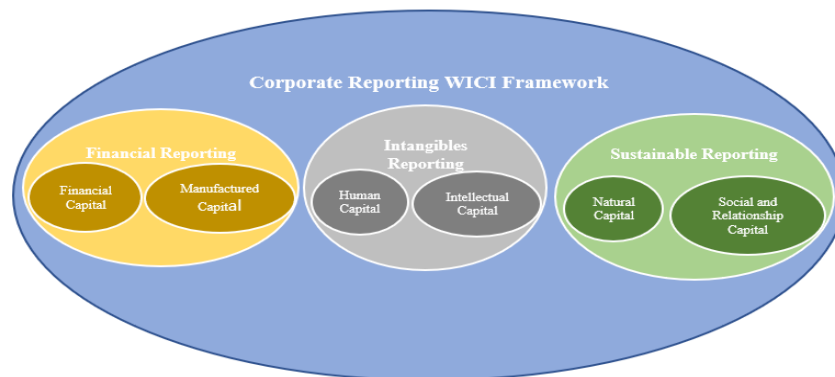 Corporate Reporting WICI Framework
Financial Reporting
Financial
Capital
Manufactured
Capital
Intangibles
Reporting
Human
Capital
Intellectual
Capital
Sustainable Reporting
Natural
Capital
Social and
Relationship
Capital